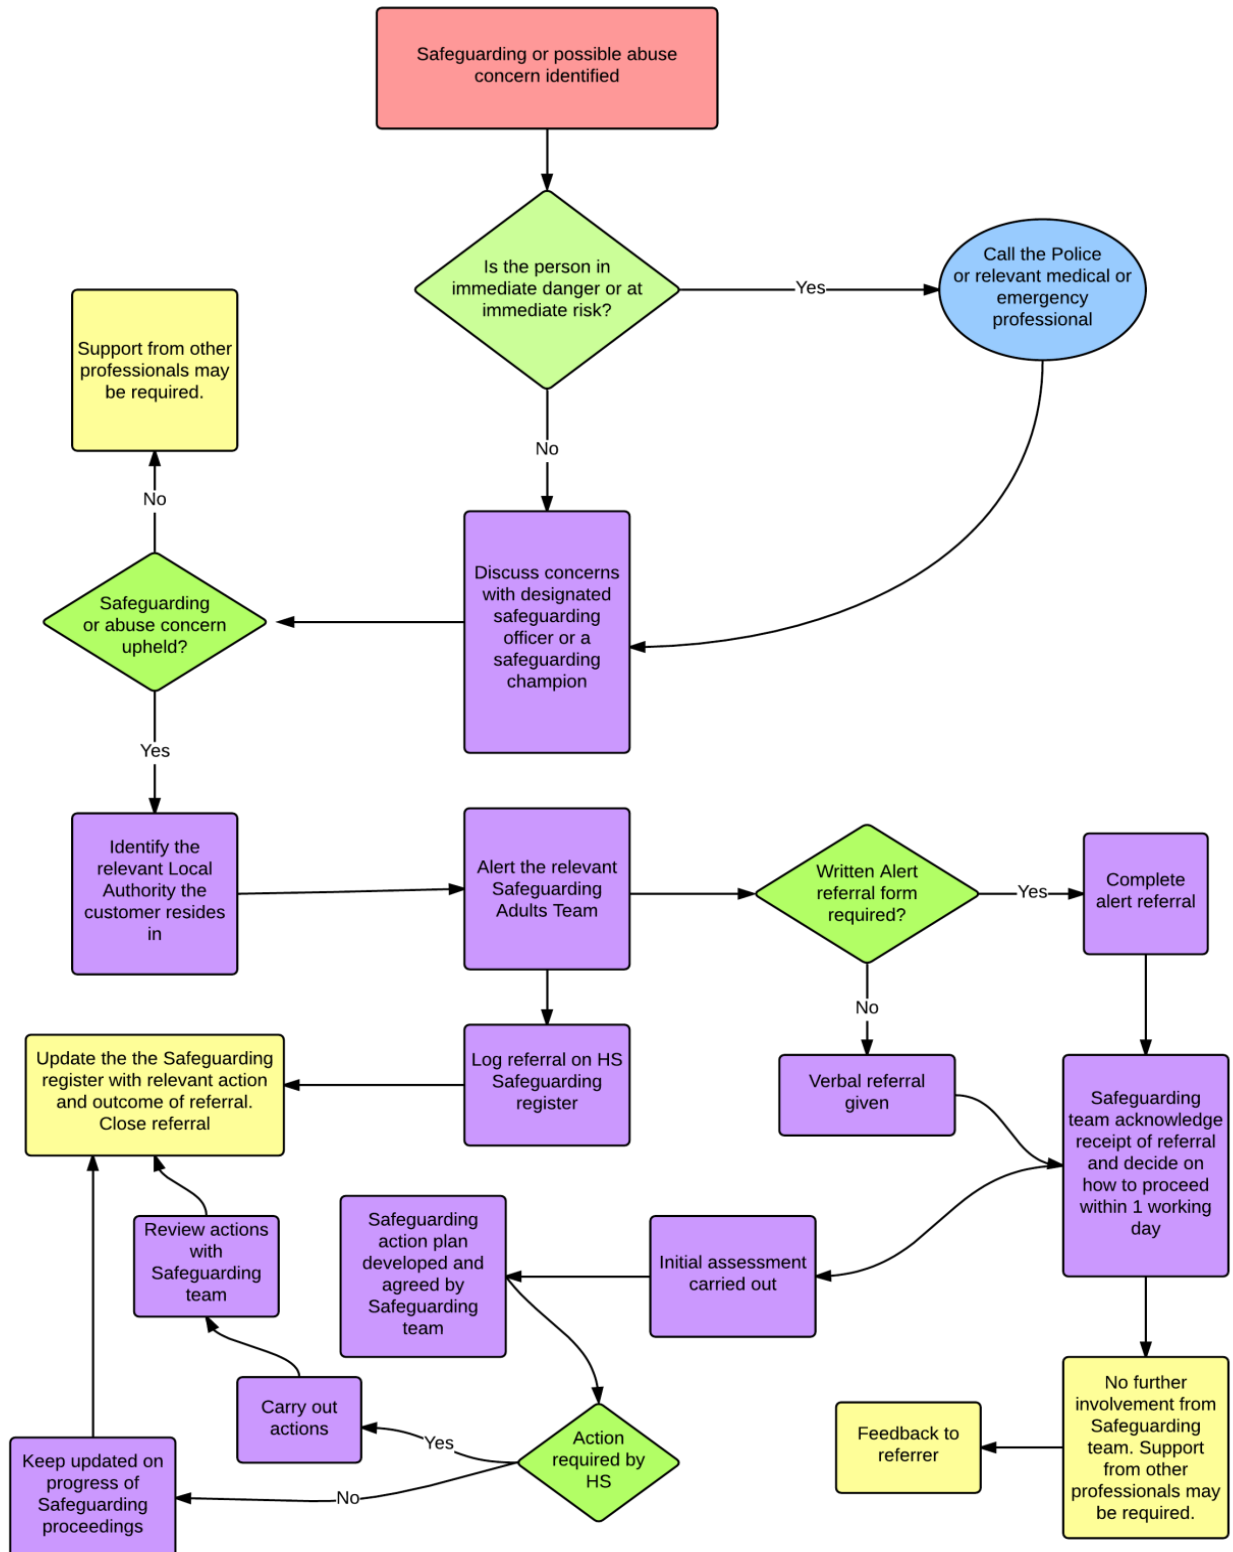 Safeguarding or possible abuse
concern identified
Is the person in
immediate danger or at
immediate risk?
Yes
Call the Police
or relevant medical or
emergency
professional
Support from other
professionals may
be required.
No
No
Discuss concerns
with designated
safeguarding
officer or a
safeguarding
champion
Safeguarding
or abuse concern
upheld?
Yes
Identify the
relevant Local
Authority the
customer resides
in
Alert the relevant
Safeguarding
Adults Team
Written Alert
referral form
required?
Yes
Complete
alert referral
No
Update the the Safeguarding
register with relevant action
and outcome of referral.
Close referral
Log referral on HS
Safeguarding
register
Verbal referral
given
Safeguarding
team acknowledge
receipt of referral
and decide on
how to proceed
within 1 working
day
Review actions
with
Safeguarding
team
Safeguarding
action plan
developed and
agreed by
Safeguarding
team
Initial assessment
carried out
Carry out
actions
Yes
Action
required by
HS
No
Keep updated on
progress of
Safeguarding
proceedings
Feedback to
referrer
No further
involvement from
Safeguarding
team. Support
from other
professionals may
be required.